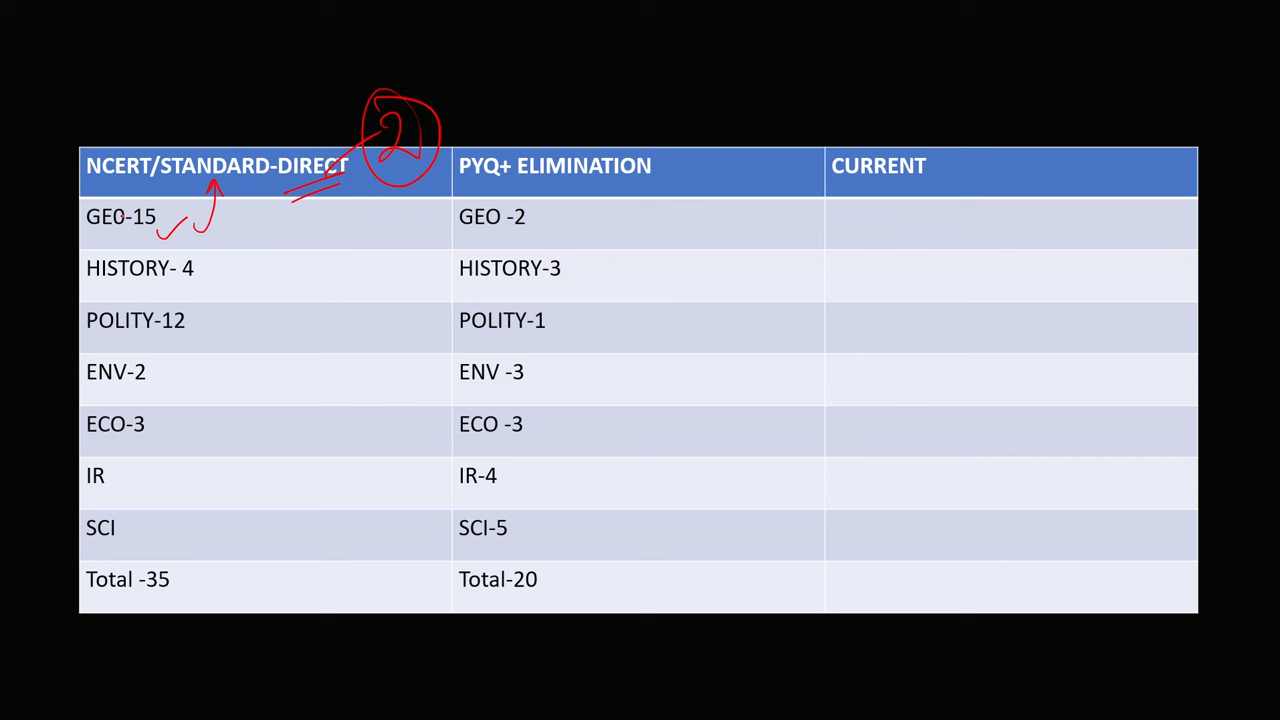 2
NCERT/STANDARD-DIRECT PYQ+ ELIMINATION CURRENT
GEO-15 GEO -2
HISTORY- 4 HISTORY-3
POLITY-12 POLITY-1
ENV-2 ENV -3
ECO-3 ECO -3
IR IR-4
SCI SCI-5
Total -35 Total-20